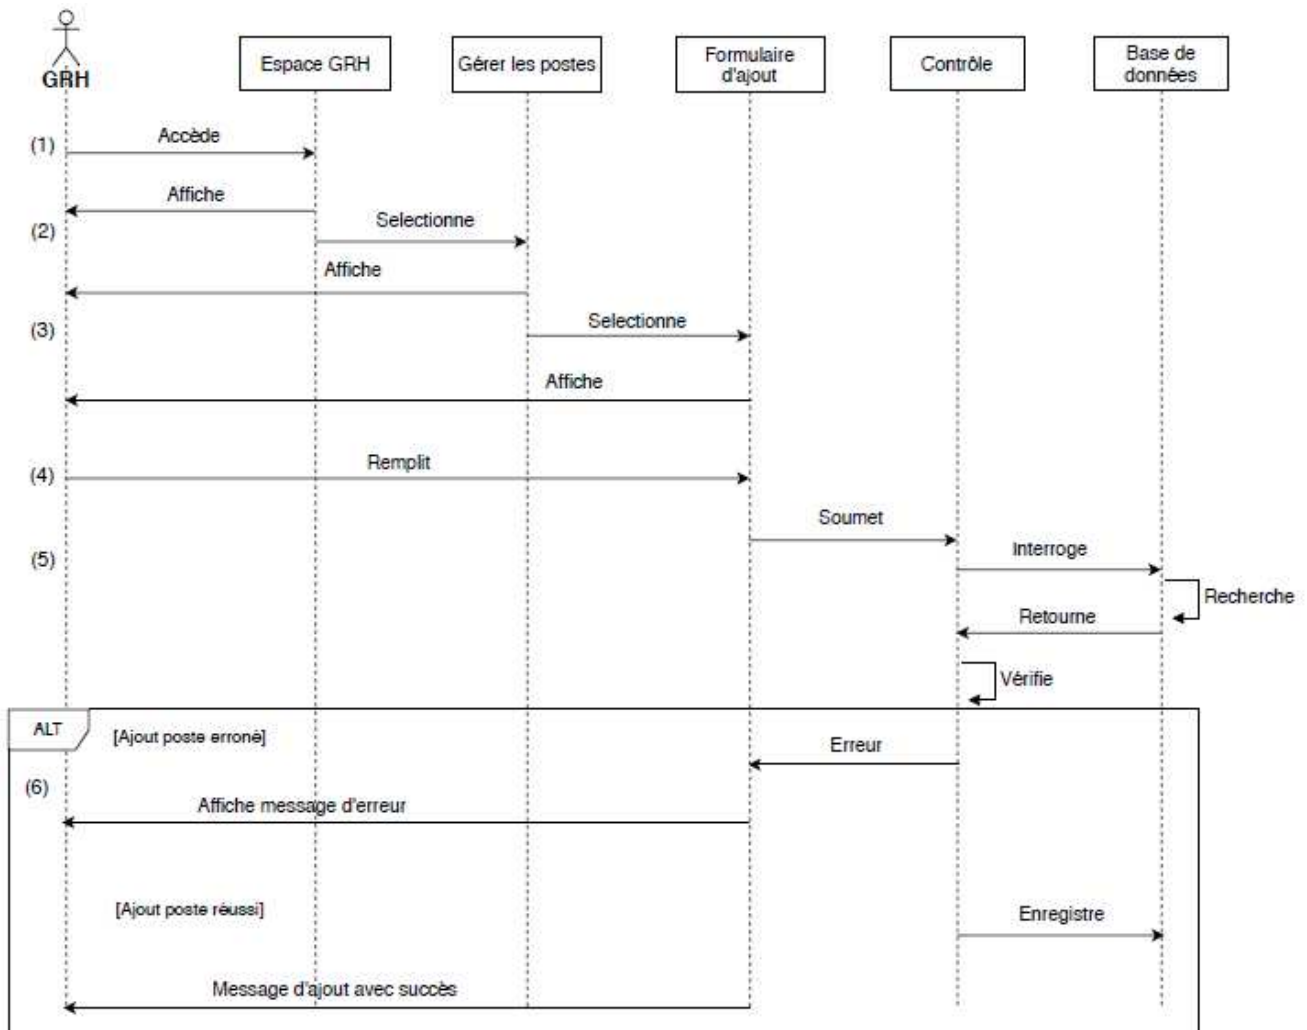 GRH
Espace GRH
Gérer les postes
Formulaire
d'ajout
Contrôle
Base de
données
(1)
Accède
Affiche
(2)
Selectionne
Affiche
(3)
Selectionne
Affiche
(4)
Remplit
Soumet
(5)
Interroge
Recherche
Retourne
Vérifie
ALT
[Ajout poste erroné]
Erreur
(6)
Affiche message d'erreur
[Ajout poste réussi]
Enregistre
Message d'ajout avec succès